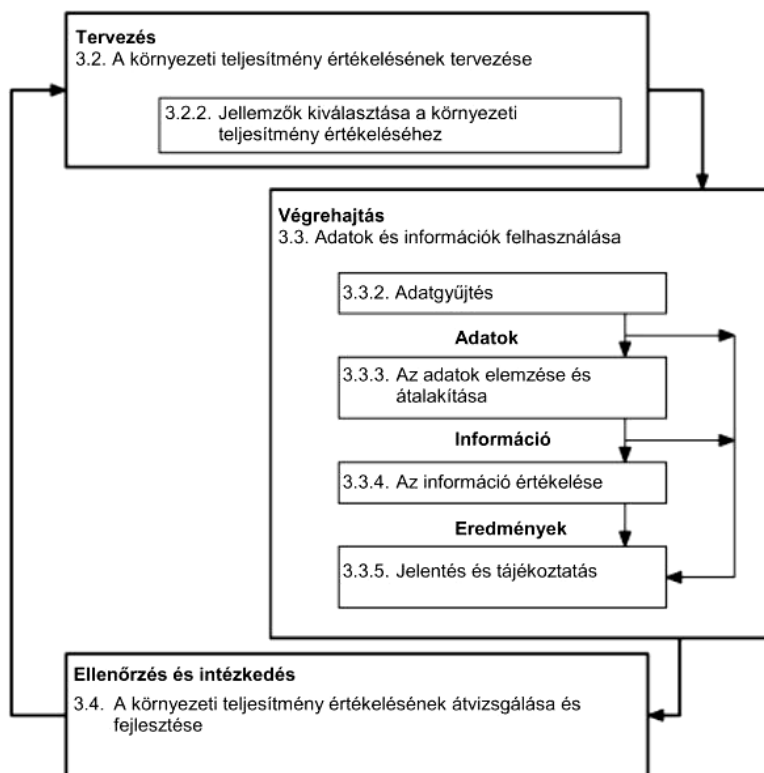 Tervezés
3.2. A környezeti teljesítmény értékelésének tervezése
3.2.2. Jellemzők kiválasztása a környezeti
teljesítmény értékeléséhez
Végrehajtás
3.3. Adatok és információk felhasználása
3.3.2. Adatgyűjtés
Adatok
3.3.3. Az adatok elemzése és
átalakítása
Információ
3.3.4. Az információ értékelése
Eredmények
3.3.5. Jelentés és tájékoztatás
Ellenőrzés és intézkedés
3.4. A környezeti teljesítmény értékelésének átvizsgálása és
fejlesztése